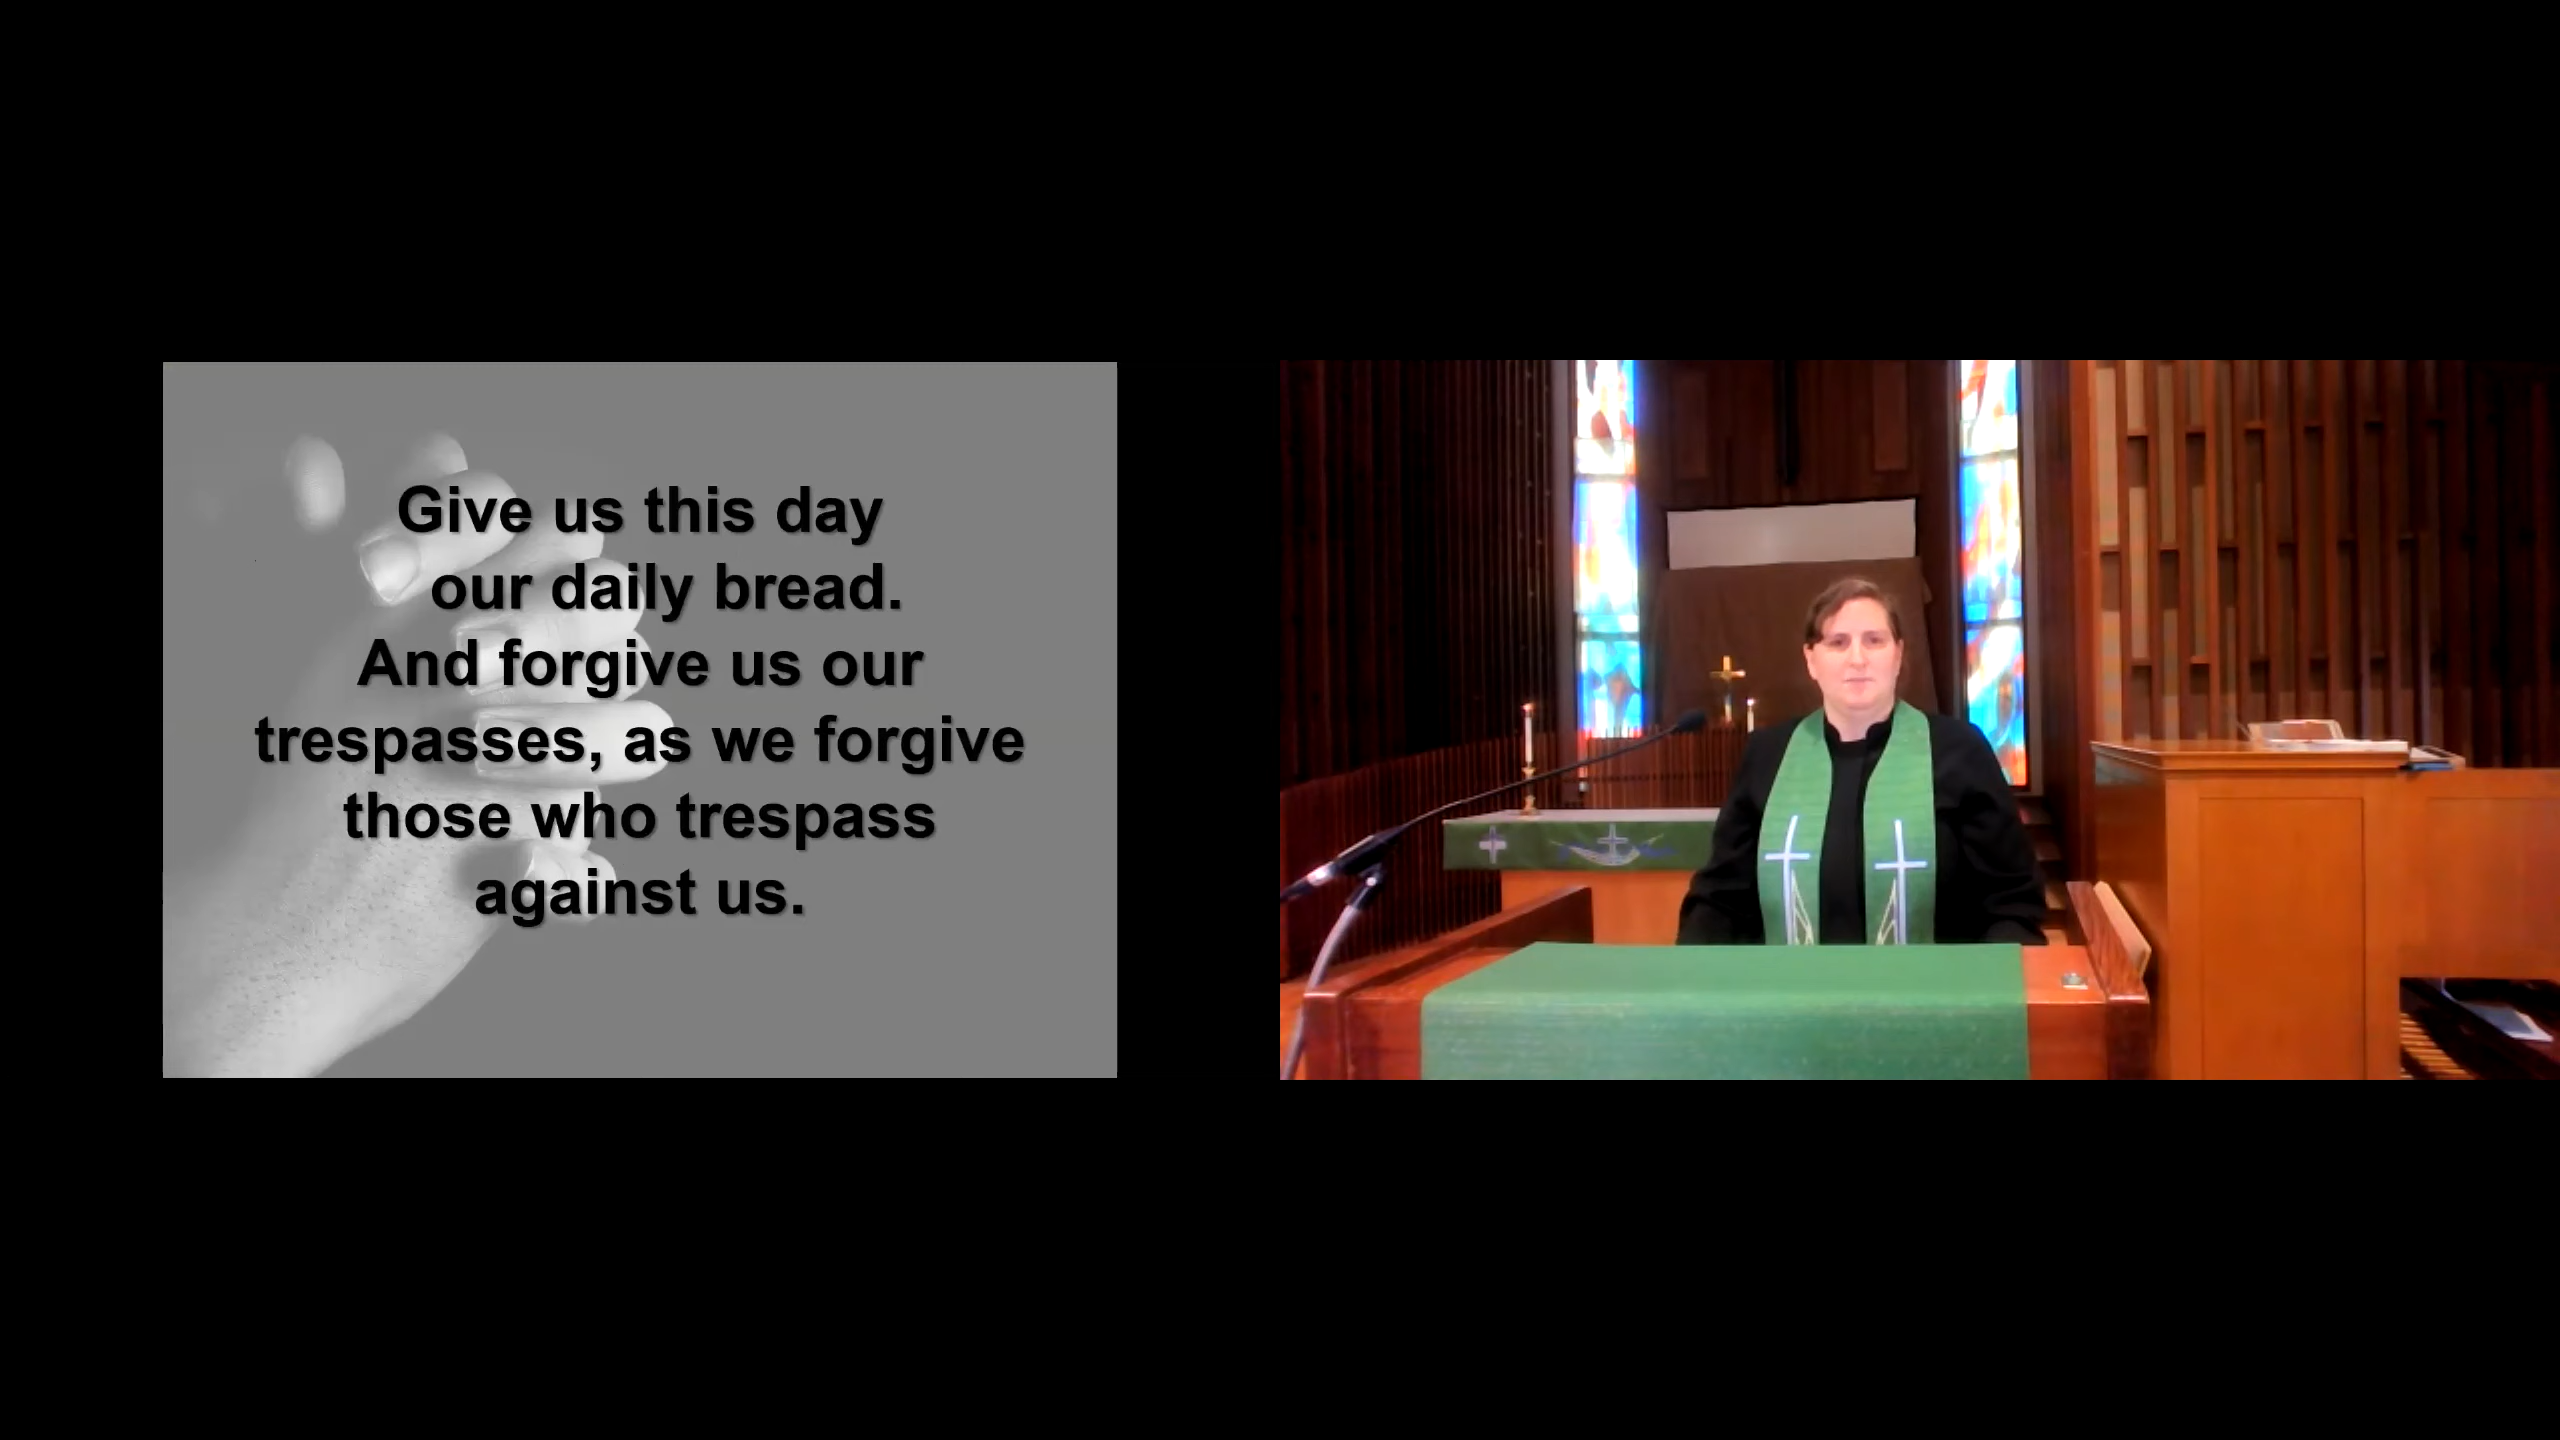 Give us this day
our daily bread.
And forgive us our
trespasses, as we forgive
those who trespass
against us.